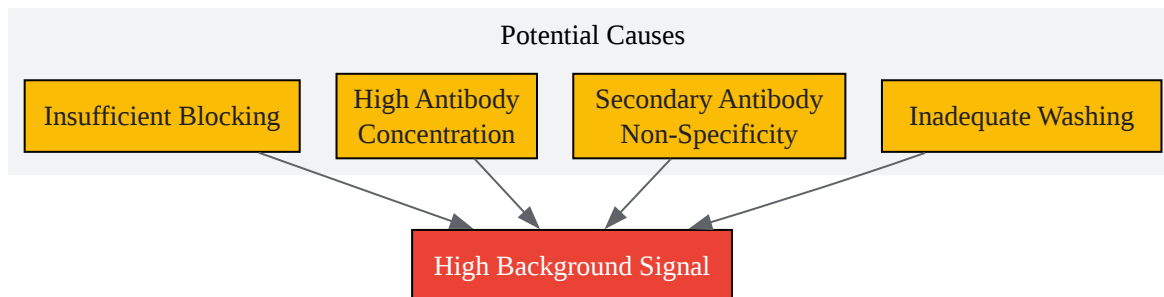 Potential Causes
Insufficient Blocking
High Antibody
Concentration
Secondary Antibody
Non-Specificity
Inadequate Washing
High Background Signal